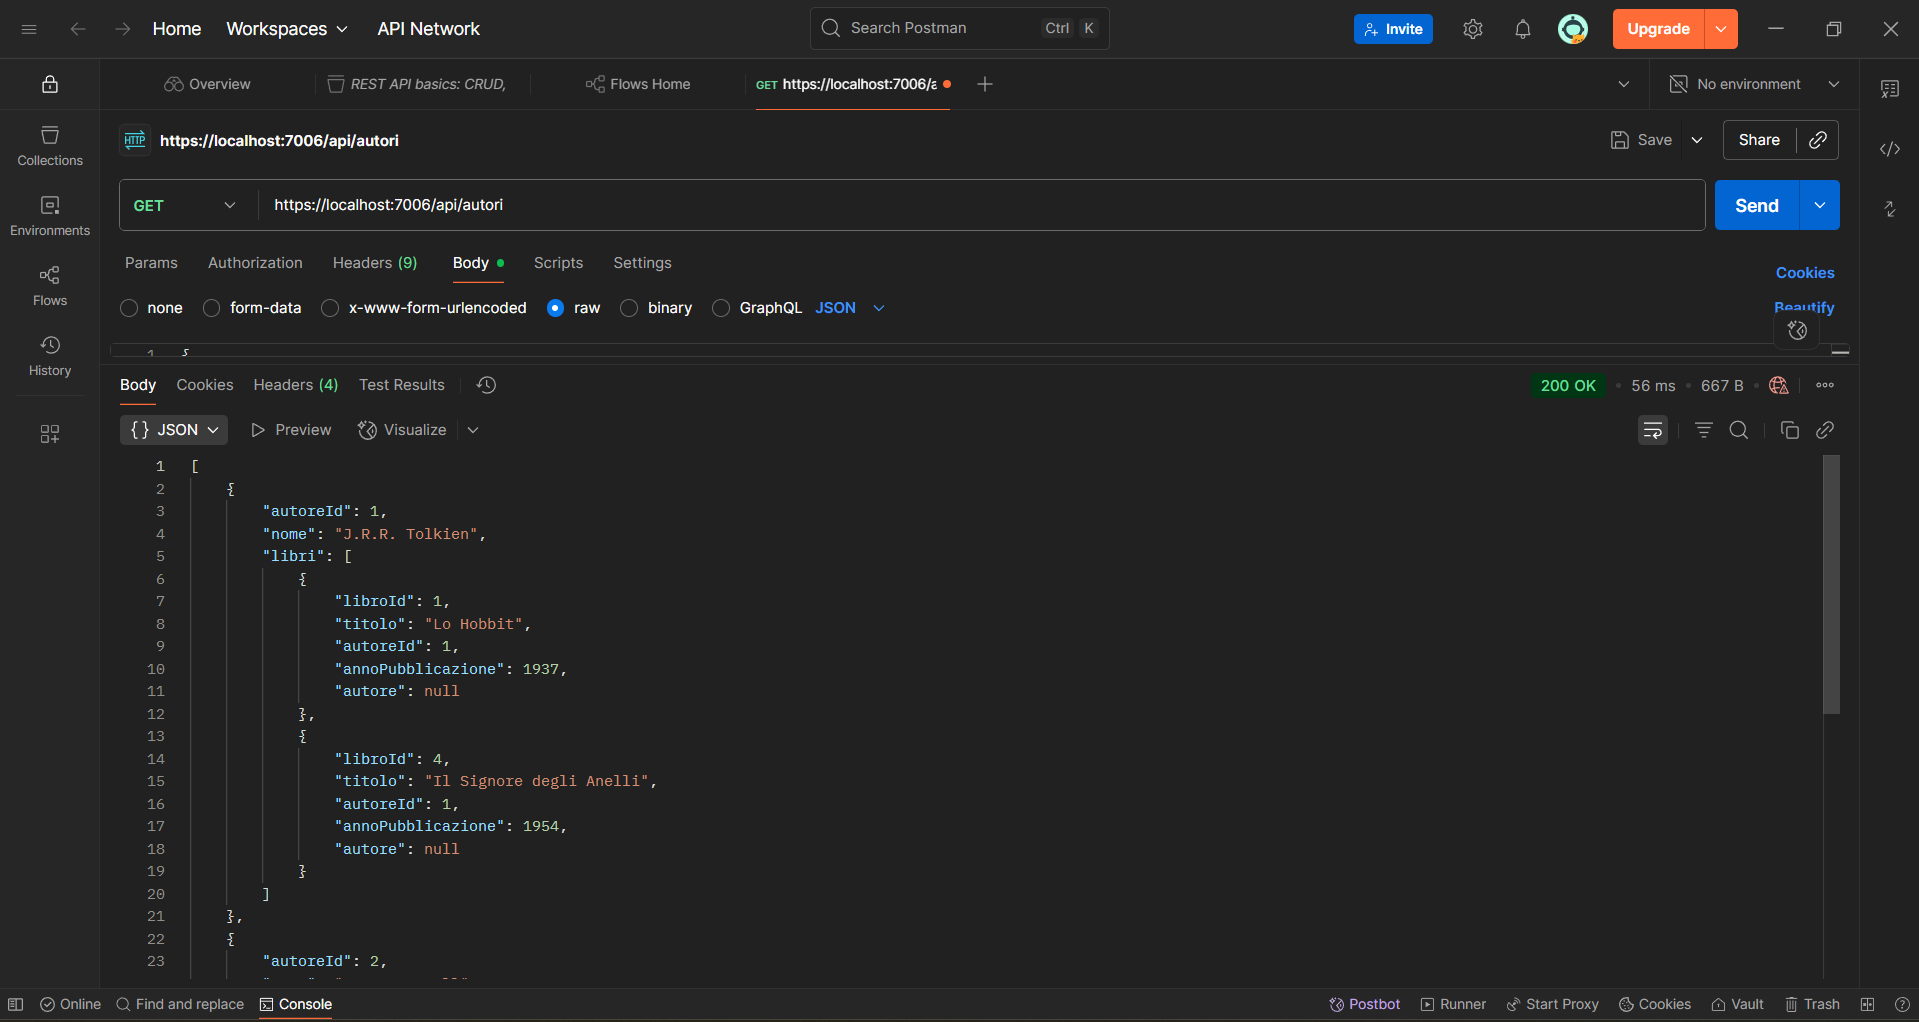 Home Workspaces API Network Search Postman Ctrl K Invite Upgrade
Overview REST API basics: CRUD, Flows Home GET https://localhost:7006/a No environment
HTTP https://localhost:7006/api/autori Save Share
Collections
GET https://localhost:7006/api/autori Send
Environments
Params Authorization Headers (9) Body Scripts Settings Cookies
Flows
none form-data x-www-form-urlencoded raw binary GraphQL JSON Beautify
1 {
History
Body Cookies Headers (4) Test Results 200 OK 56 ms 667 B
{} JSON Preview Visualize
1 [
2 {
3 "autoreId": 1,
4 "nome": "J.R.R. Tolkien",
5 "libri": [
6 {
7 "libroId": 1,
8 "titolo": "Lo Hobbit",
9 "autoreId": 1,
10 "annoPubblicazione": 1937,
11 "autore": null
12 },
13 {
14 "libroId": 4,
15 "titolo": "Il Signore degli Anelli",
16 "autoreId": 1,
17 "annoPubblicazione": 1954,
18 "autore": null
19 }
20 ]
21 },
22 {
23 "autoreId": 2,
Online Find and replace Console Postbot Runner Start Proxy Cookies Vault Trash